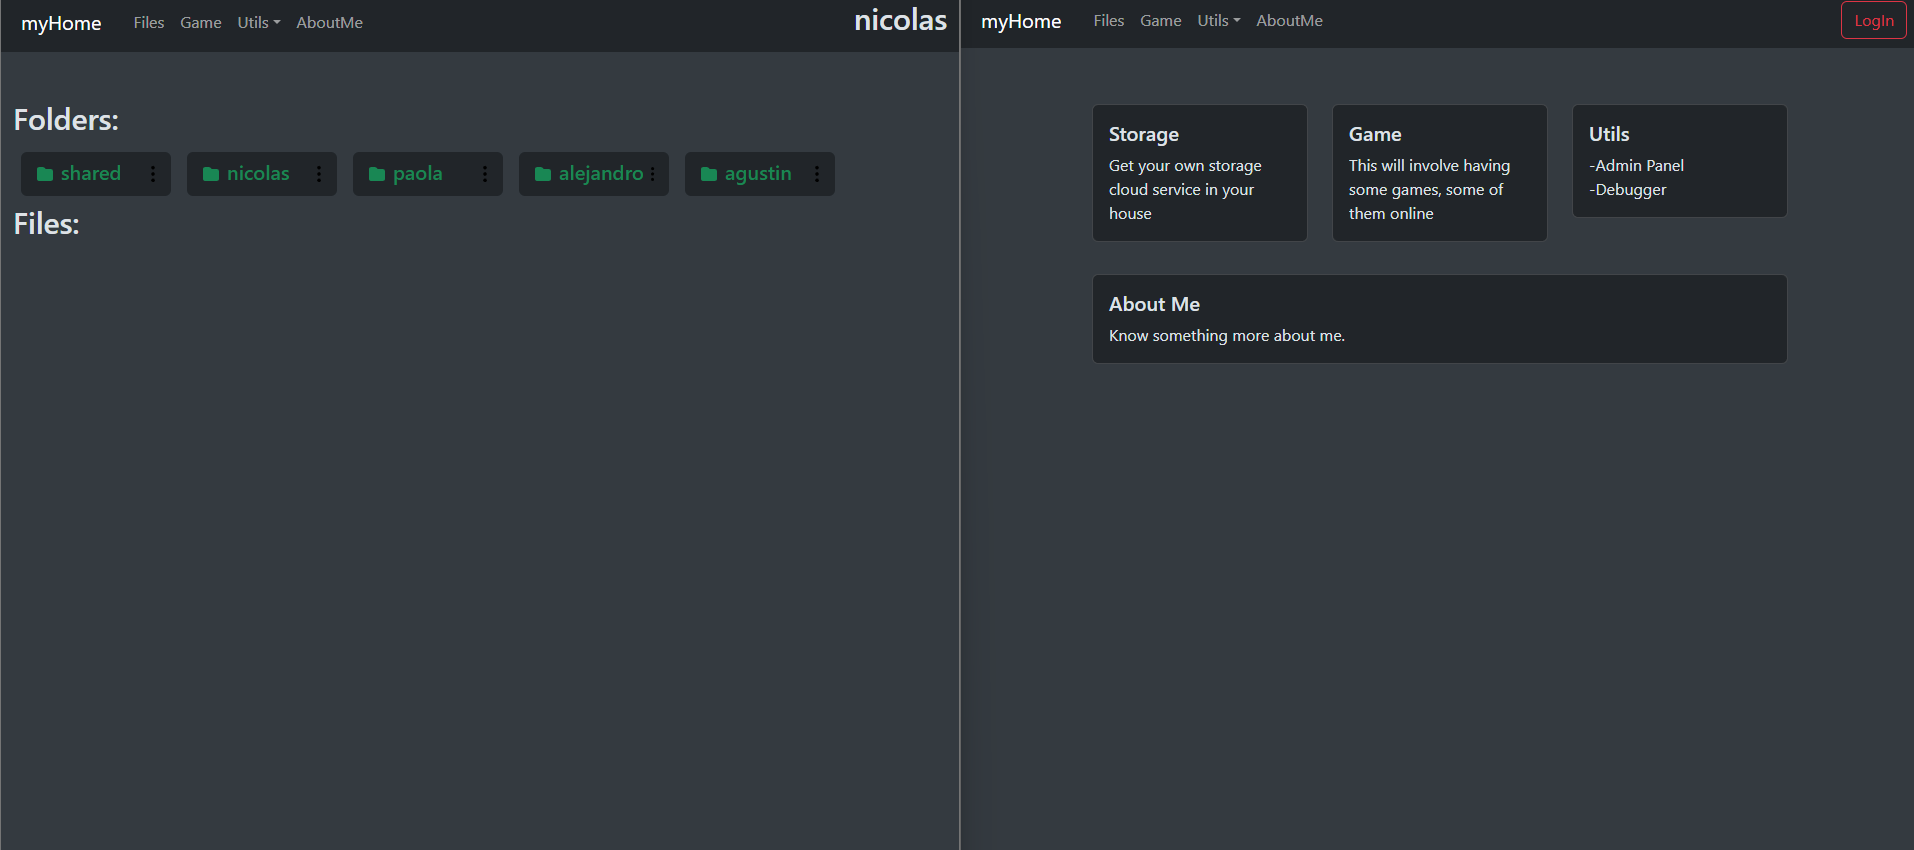 myHome Files Game Utils AboutMe nicolas
Folders:
shared nicolas paola alejandro agustin
Files:
myHome Files Game Utils AboutMe LogIn
Storage
Get your own storage
cloud service in your
house
Game
This will involve having
some games, some of
them online
Utils
-Admin Panel
-Debugger
About Me
Know something more about me.